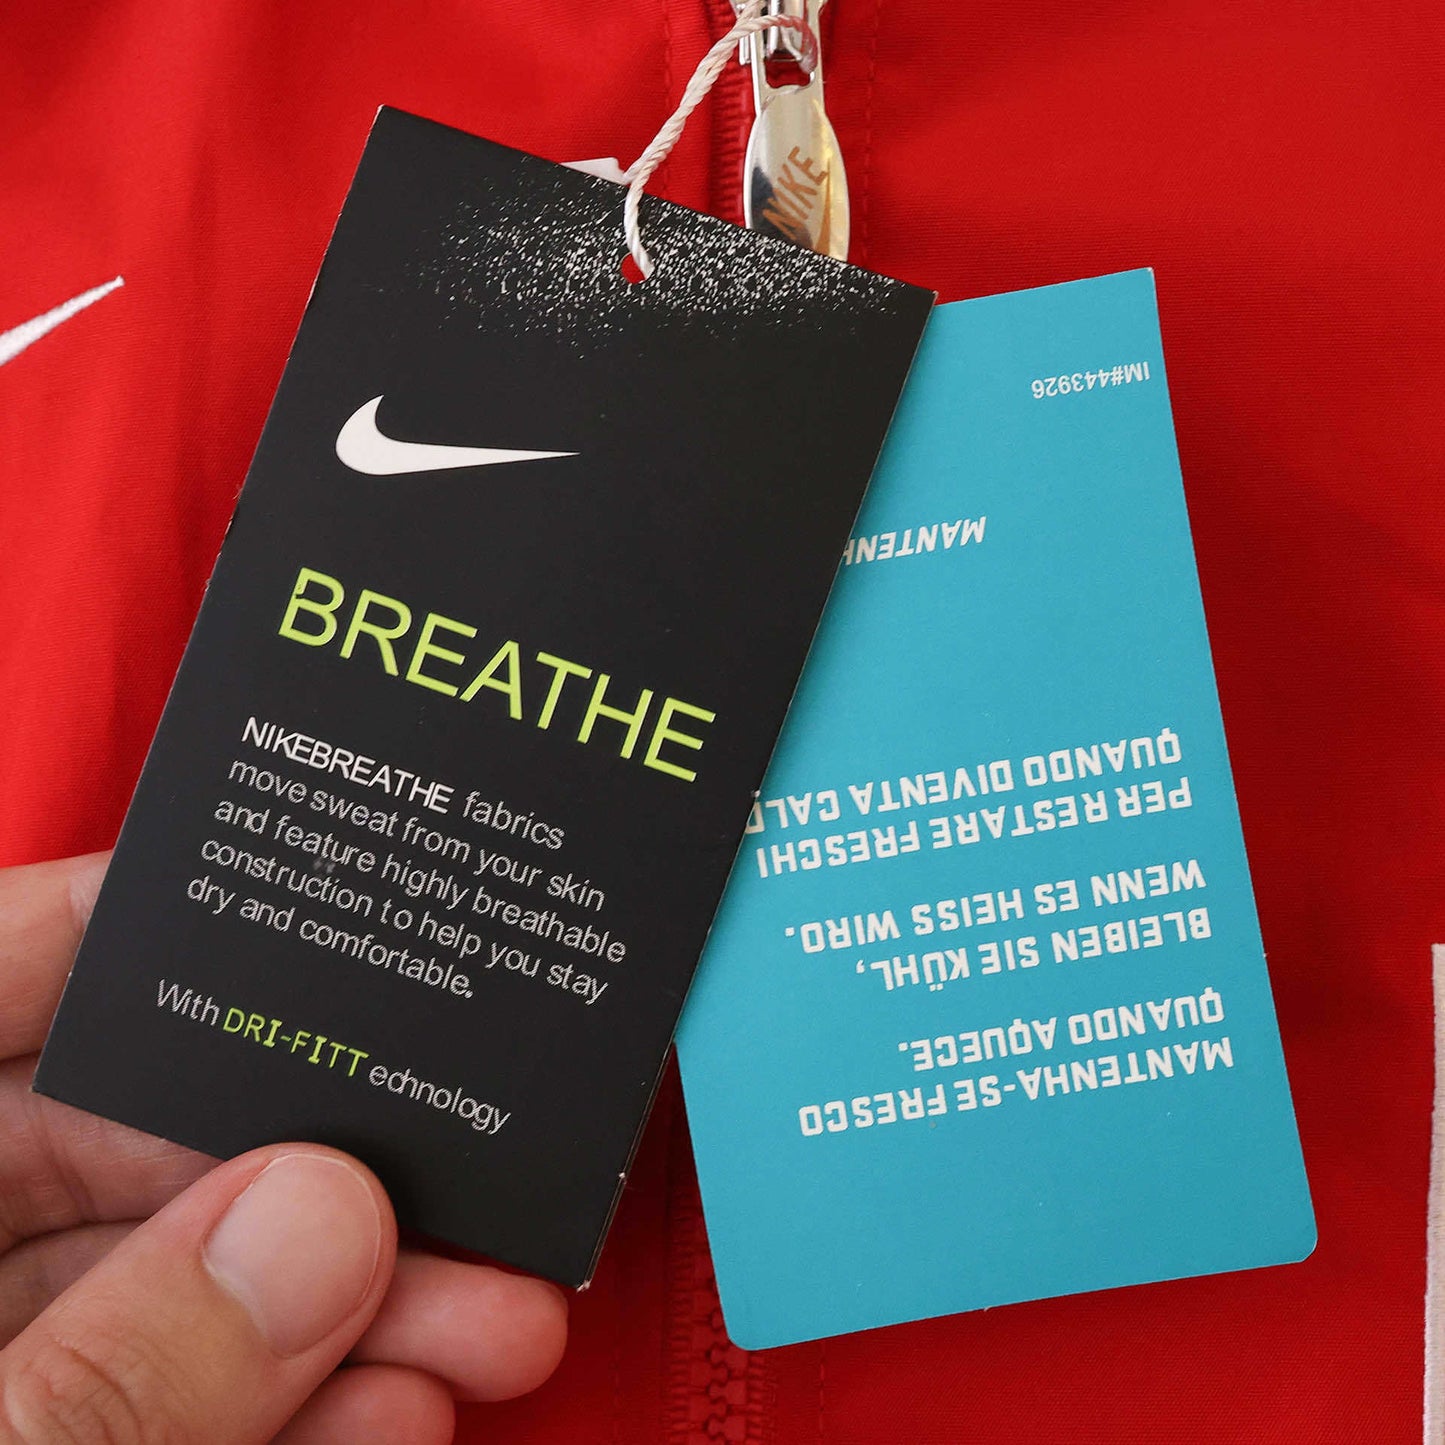 NIKE
BREATHE
NIKEBREATHE fabrics
move sweat from your skin
and feature highly breathable
construction to help you stay
dry and comfortable.
With DRI-FITT echnology
MANTENHA-SE FRESCO
QUANDO AQUECE.
BLEIBEN SIE KÜHL,
WENN ES HEISS WIRD.
PER RESTARE FRESCHI
QUANDO DIVENTA CALD
MANTENH
IM#443926